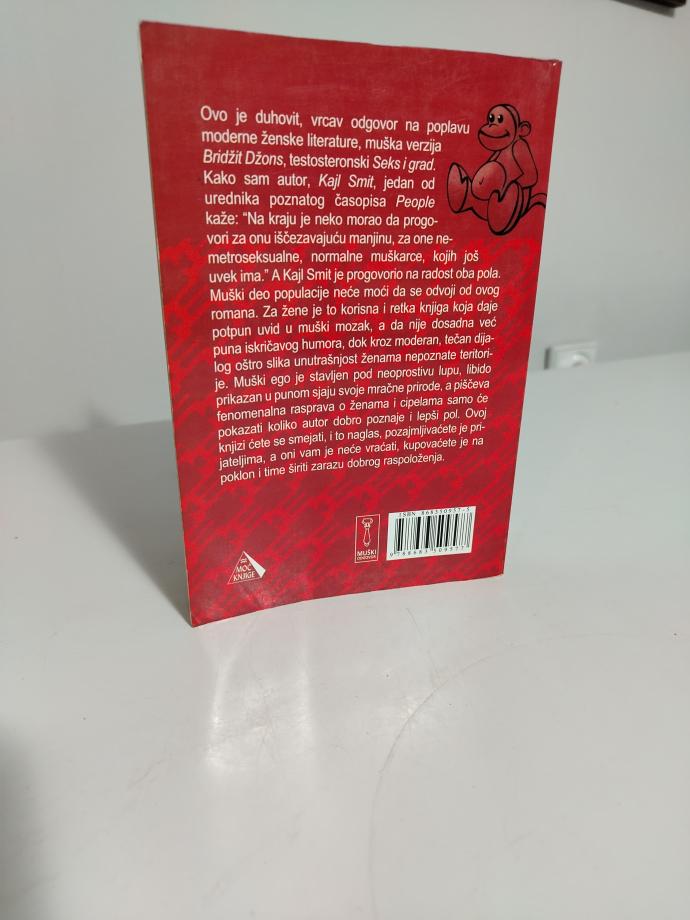 Ovo je duhovit, vrcav odgovor na poplavu
moderne ženske literature, muška verzija
Bridžit Džons, testosteronski Seks i grad.
Kako sam autor, Kajl Smit, jedan od
urednika poznatog časopisa People
kaže: “Na kraju je neko morao da progo-
vori za onu iščezavajuću manjinu, za one ne-
metroseksualne, normalne muškarce, kojih još
uvek ima.” A Kajl Smit je progovorio na radost oba pola.
Muški deo populacije neće moći da se odvoji od ovog
romana. Za žene je to korisna i retka knjiga koja daje
potpun uvid u muški mozak, a da nije dosadna već
puna iskričavog humora, dok kroz moderan, tečan dija-
log oštro slika unutrašnjost ženama nepoznate teritori-
je. Muški ego je stavljen pod neoprostivu lupu, libido
prikazan u punom sjaju svoje mračne prirode, a piščeva
fenomenalna rasprava o ženama i cipelama samo će
pokazati koliko autor dobro poznaje i lepši pol. Ovoj
knjizi ćete se smejati, i to naglas, pozajmljivaćete je pri-
jateljima, a oni vam je neće vraćati, kupovaćete je na
poklon i time širiti zarazu dobrog raspoloženja.
ISBN 868350957-5
9 788683 509577
MUŠKI
ODGOVOR
MOĆ
KNJIGE